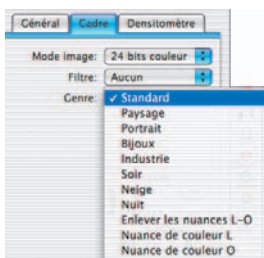 Général Cadre Densitomètre
Mode image: 24 bits couleur
Filtre: Aucun
Genre: ✓ Standard
Paysage
Portrait
Bijoux
Industrie
Soir
Neige
Nuit
Enlever les nuances L~O
Nuance de couleur L
Nuance de couleur O